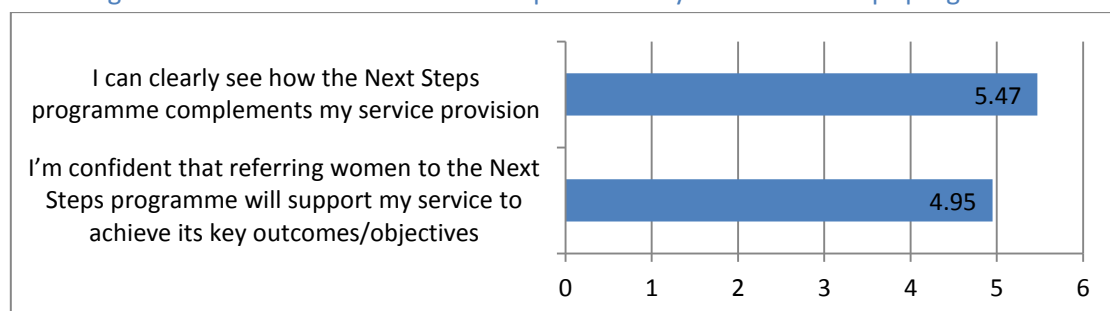 I can clearly see how the Next Steps
programme complements my service provision
5.47
I'm confident that referring women to the Next
Steps programme will support my service to
achieve its key outcomes/objectives
4.95
0 1 2 3 4 5 6